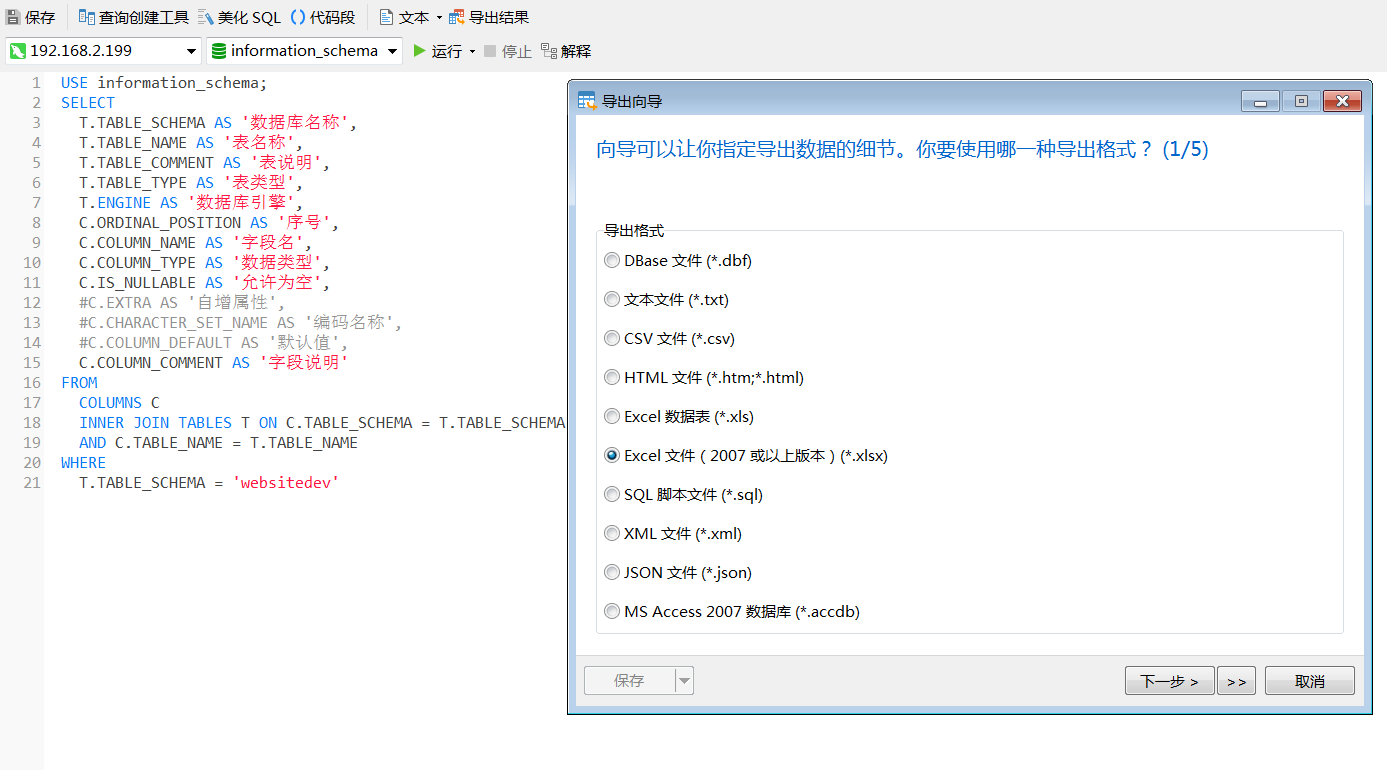 保存 查询创建工具 美化 SQL () 代码段 文本 导出结果
192.168.2.199 information_schema 运行 停止 解释
1 USE information_schema;
2 SELECT
3 T.TABLE_SCHEMA AS '数据库名称',
4 T.TABLE_NAME AS '表名称',
5 T.TABLE_COMMENT AS '表说明',
6 T.TABLE_TYPE AS '表类型',
7 T.ENGINE AS '数据库引擎',
8 C.ORDINAL_POSITION AS '序号',
9 C.COLUMN_NAME AS '字段名',
10 C.COLUMN_TYPE AS '数据类型',
11 C.IS_NULLABLE AS '允许为空',
12 #C.EXTRA AS '自增属性',
13 #C.CHARACTER_SET_NAME AS '编码名称',
14 #C.COLUMN_DEFAULT AS '默认值',
15 C.COLUMN_COMMENT AS '字段说明'
16 FROM
17 COLUMNS C
18 INNER JOIN TABLES T ON C.TABLE_SCHEMA = T.TABLE_SCHEMA
19 AND C.TABLE_NAME = T.TABLE_NAME
20 WHERE
21 T.TABLE_SCHEMA = 'websitedev'
导出向导
向导可以让你指定导出数据的细节。你要使用哪一种导出格式？ (1/5)
导出格式
DBase 文件 (*.dbf)
文本文件 (*.txt)
CSV 文件 (*.csv)
HTML 文件 (*.htm;*.html)
Excel 数据表 (*.xls)
Excel 文件 ( 2007 或以上版本 ) (*.xlsx)
SQL 脚本文件 (*.sql)
XML 文件 (*.xml)
JSON 文件 (*.json)
MS Access 2007 数据库 (*.accdb)
保存 下一步 > >> 取消